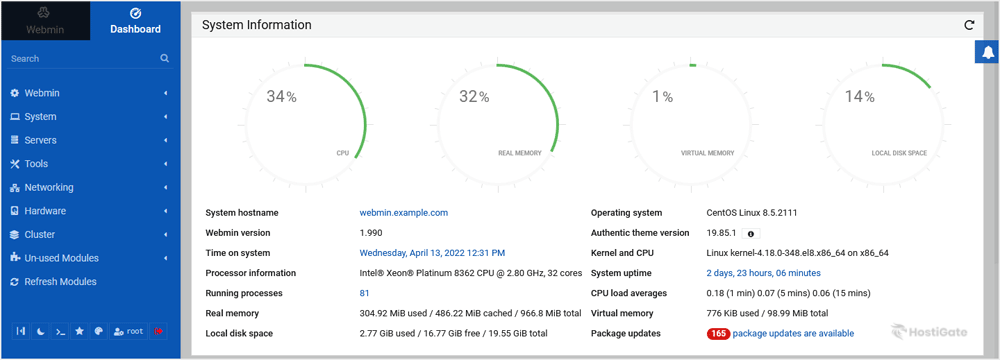 Webmin
Dashboard
Search
Webmin
System
Servers
Tools
Networking
Hardware
Cluster
Un-used Modules
Refresh Modules
root
System Information
34%
CPU
32%
REAL MEMORY
1%
VIRTUAL MEMORY
14%
LOCAL DISK SPACE
System hostname webmin.example.com Operating system CentOS Linux 8.5.2111
Webmin version 1.990 Authentic theme version 19.85.1
Time on system Wednesday, April 13, 2022 12:31 PM Kernel and CPU Linux kernel-4.18.0-348.el8.x86_64 on x86_64
Processor information Intel® Xeon® Platinum 8362 CPU @ 2.80 GHz, 32 cores System uptime 2 days, 23 hours, 06 minutes
Running processes 81 CPU load averages 0.18 (1 min) 0.07 (5 mins) 0.06 (15 mins)
Real memory 304.92 MiB used / 486.22 MiB cached / 966.8 MiB total Virtual memory 776 KiB used / 98.99 MiB total
Local disk space 2.77 GiB used / 16.77 GiB free / 19.55 GiB total Package updates 165 package updates are available
HostiGate